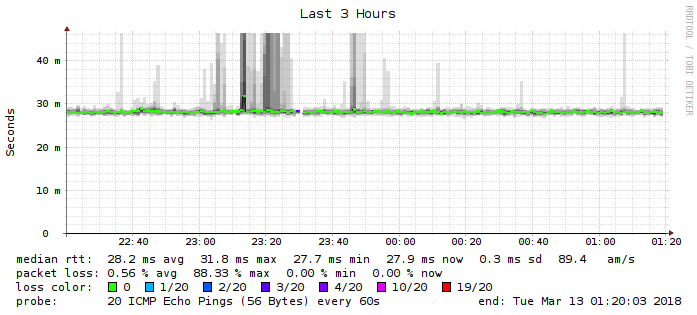 Last 3 Hours
RRDTOOL / TOBI OETIKER
Seconds
40 m
30 m
20 m
10 m
0
22:40 23:00 23:20 23:40 00:00 00:20 00:40 01:00 01:20
median rtt: 28.2 ms avg 31.8 ms max 27.7 ms min 27.9 ms now 0.3 ms sd 89.4 am/s
packet loss: 0.56 % avg 88.33 % max 0.00 % min 0.00 % now
loss color: 0 1/20 2/20 3/20 4/20 10/20 19/20
probe: 20 ICMP Echo Pings (56 Bytes) every 60s end: Tue Mar 13 01:20:03 2018